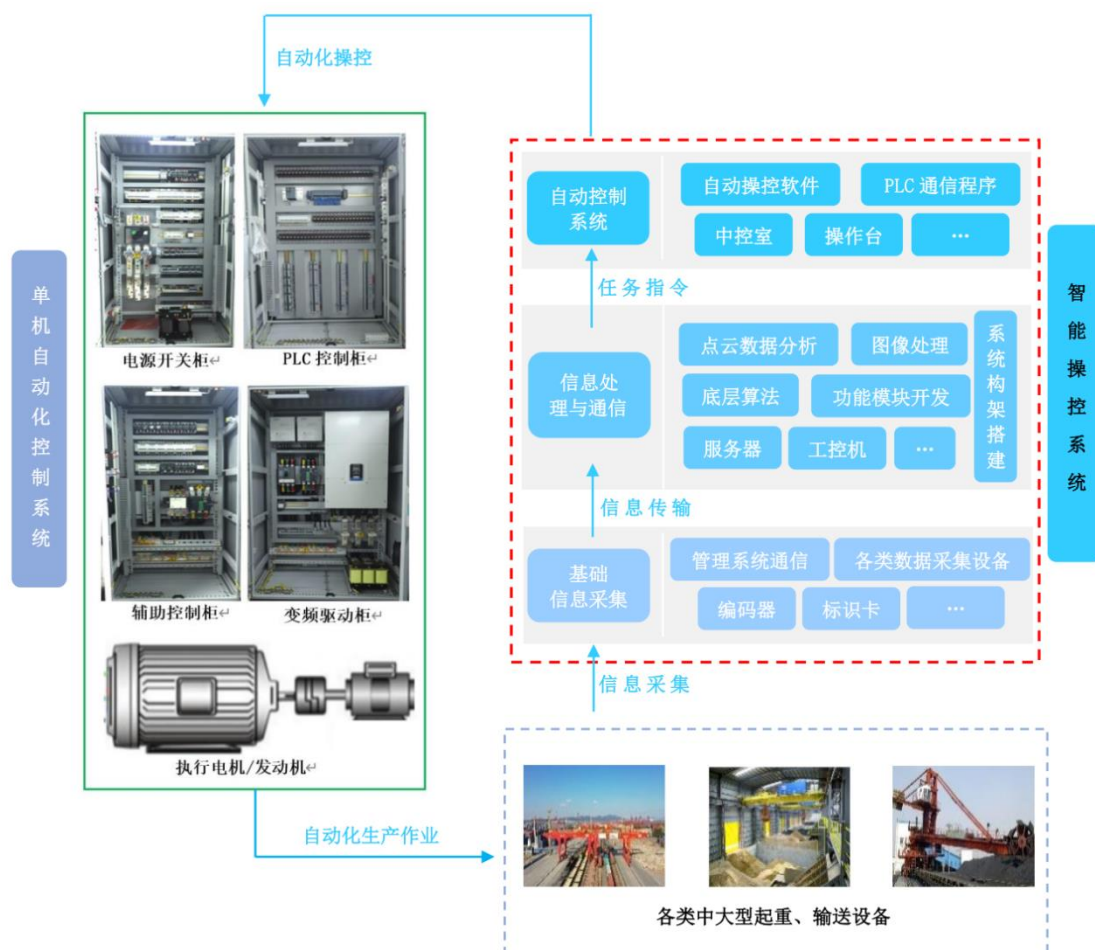 自动化操控
单机自动化控制系统
电源开关柜↵
PLC 控制柜↵
辅助控制柜↵
变频驱动柜↵
执行电机/发动机↵
自动化生产作业
自动控制
系统
自动操控软件
PLC 通信程序
中控室
操作台
…
任务指令
信息处
理与通信
点云数据分析
图像处理
底层算法
功能模块开发
服务器
工控机
…
系统构架搭建
信息传输
基础
信息采集
管理系统通信
各类数据采集设备
编码器
标识卡
…
信息采集
智能操控系统
各类中大型起重、输送设备